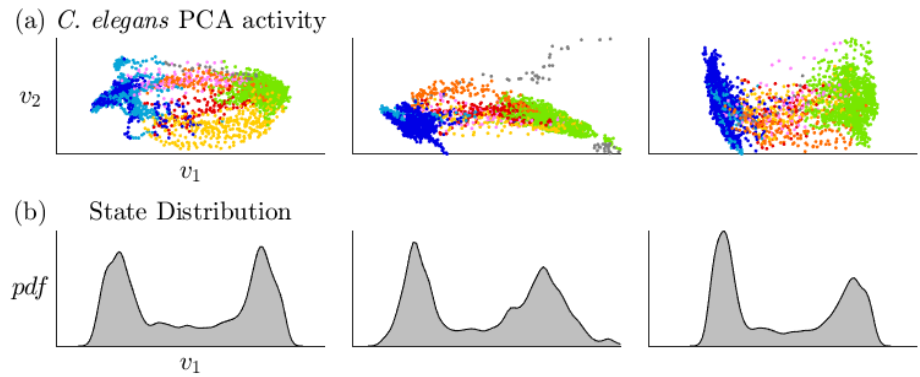 (a) C. elegans PCA activity
v₂
v₁
(b) State Distribution
pdf
v₁